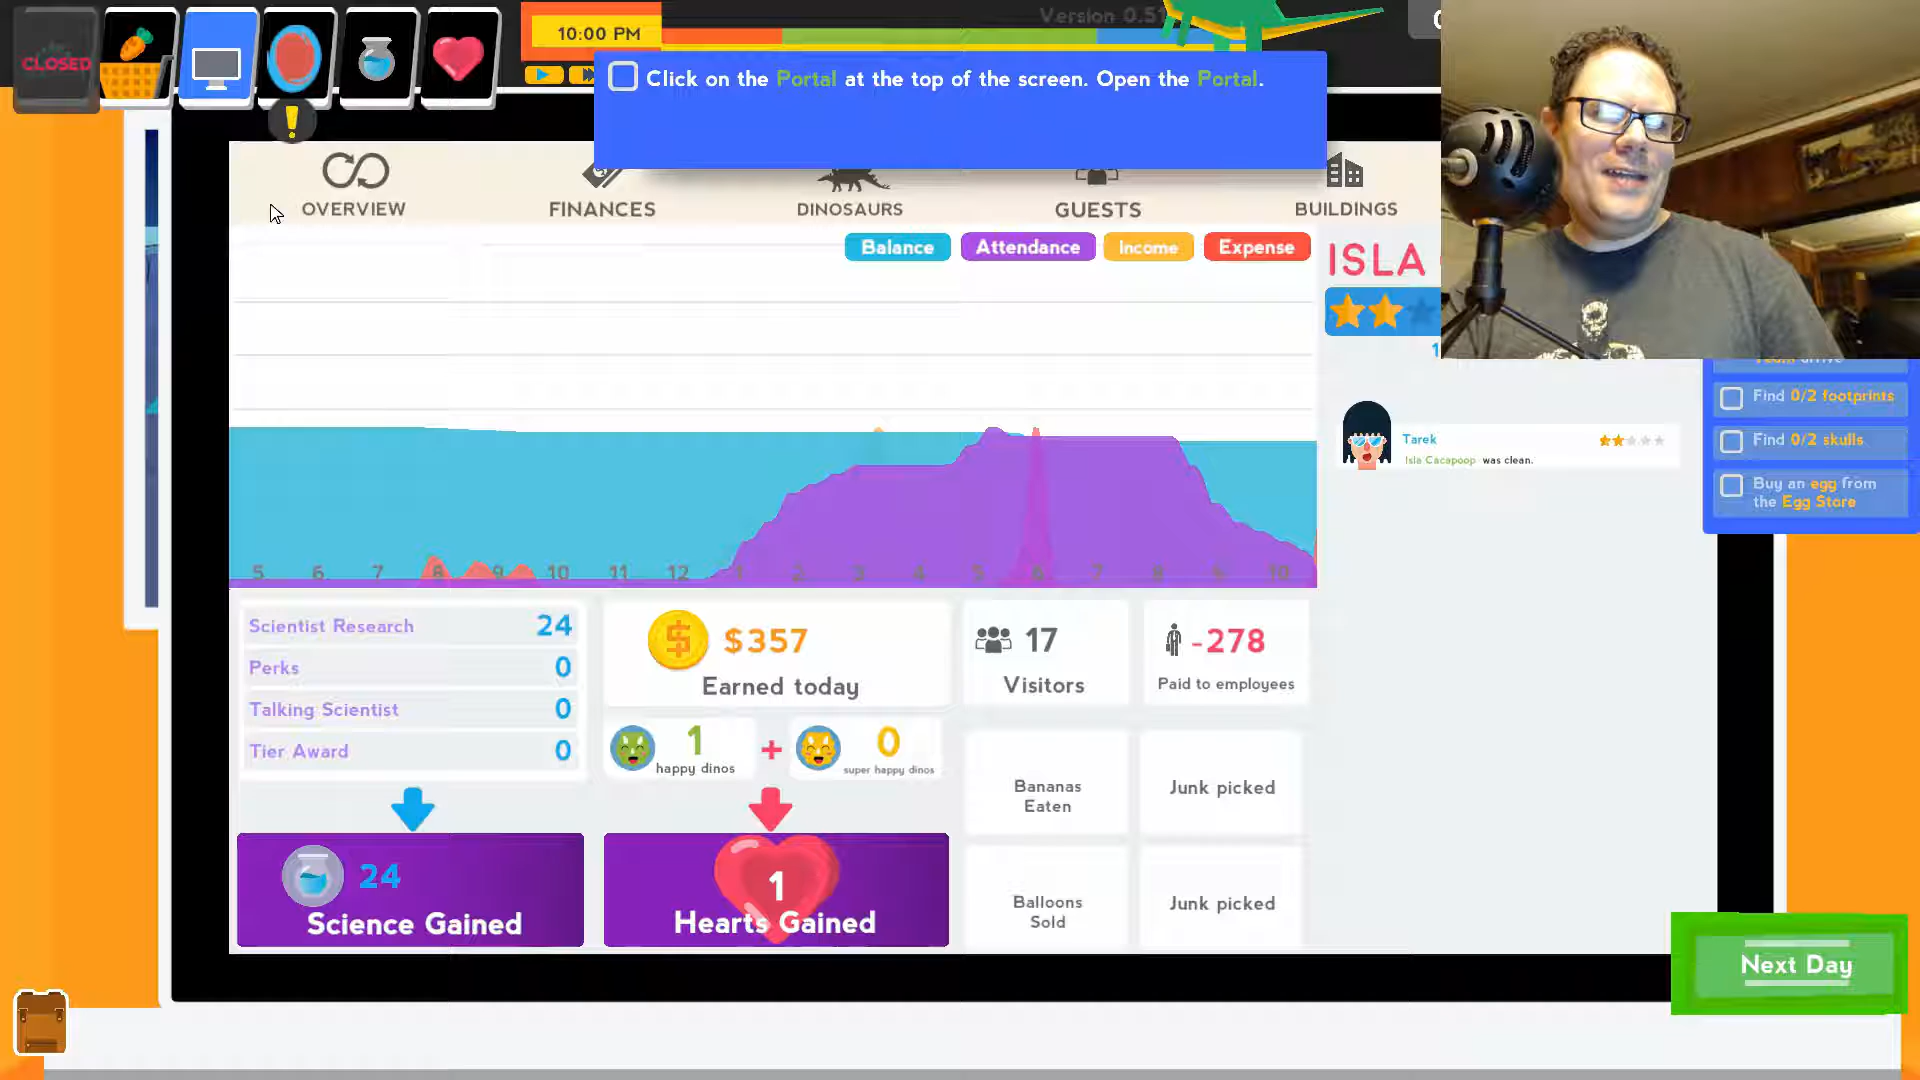 CLOSED
10:00 PM
Version 0.51
Click on the Portal at the top of the screen. Open the Portal.
OVERVIEW
FINANCES
DINOSAURS
GUESTS
BUILDINGS
Balance
Attendance
Income
Expense
ISLA
Find 0/2 footprints
Find 0/2 skulls
Buy an egg from
the Egg Store
Tarek
Isla Cacapoop was clean.
5 6 7 8 9 10 11 12 1 2 3 4 5 6 7 8 9 10
Scientist Research 24
Perks 0
Talking Scientist 0
Tier Award 0
$357
Earned today
17
Visitors
-278
Paid to employees
1
happy dinos
+
0
super happy dinos
Bananas
Eaten
Junk picked
24
Science Gained
1
Hearts Gained
Balloons
Sold
Junk picked
Next Day